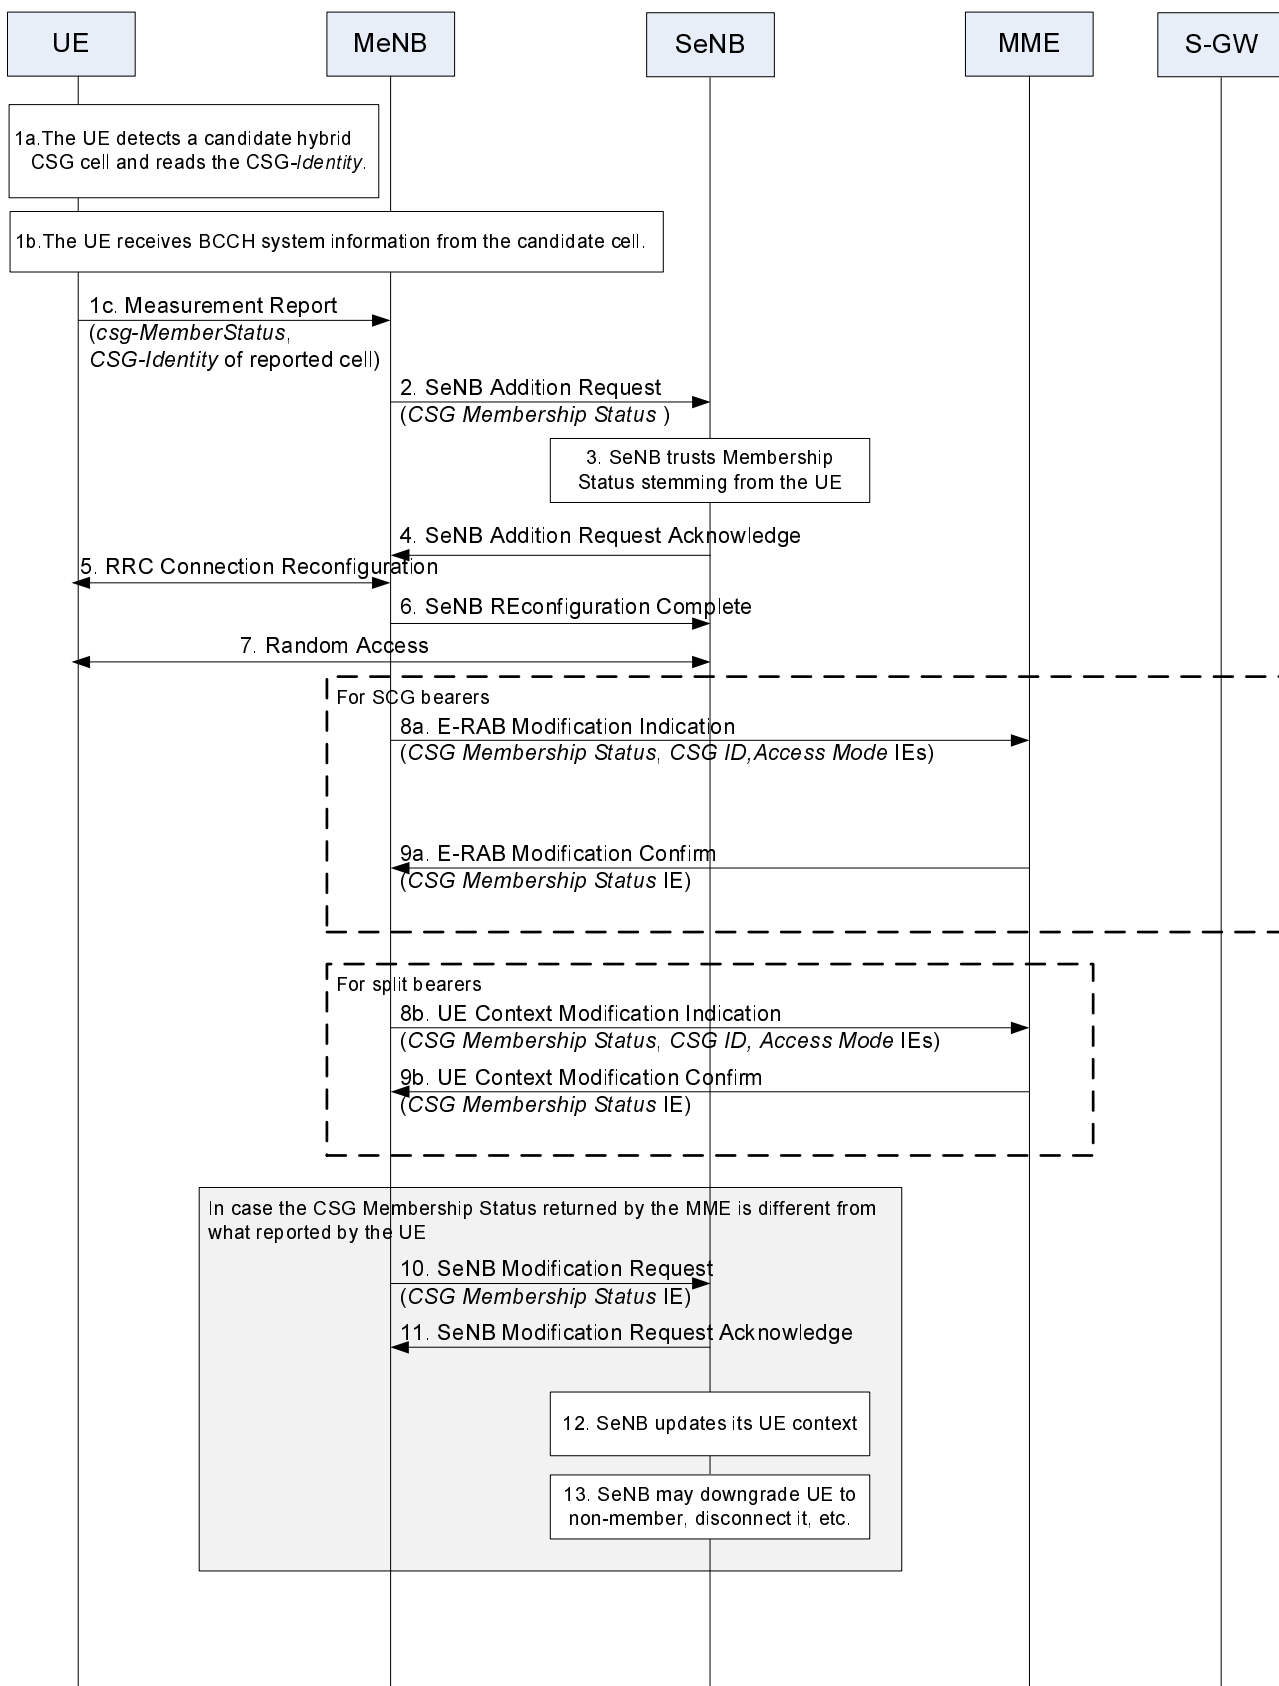 UE
MeNB
SeNB
MME
S-GW
1a.The UE detects a candidate hybrid
CSG cell and reads the CSG-Identity.
1b.The UE receives BCCH system information from the candidate cell.
1c. Measurement Report
(csg-MemberStatus,
CSG-Identity of reported cell)
2. SeNB Addition Request
(CSG Membership Status )
3. SeNB trusts Membership
Status stemming from the UE
4. SeNB Addition Request Acknowledge
5. RRC Connection Reconfiguration
6. SeNB REconfiguration Complete
7. Random Access
For SCG bearers
8a. E-RAB Modification Indication
(CSG Membership Status, CSG ID,Access Mode IEs)
9a. E-RAB Modification Confirm
(CSG Membership Status IE)
For split bearers
8b. UE Context Modification Indication
(CSG Membership Status, CSG ID, Access Mode IEs)
9b. UE Context Modification Confirm
(CSG Membership Status IE)
In case the CSG Membership Status returned by the MME is different from
what reported by the UE
10. SeNB Modification Request
(CSG Membership Status IE)
11. SeNB Modification Request Acknowledge
12. SeNB updates its UE context
13. SeNB may downgrade UE to
non-member, disconnect it, etc.